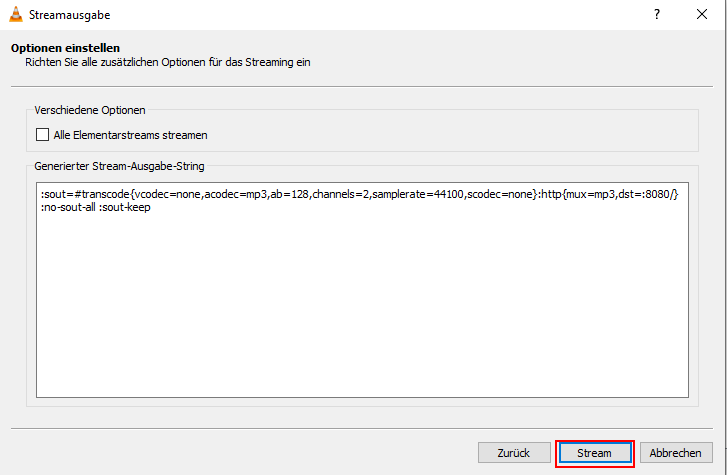 Streamausgabe
?
Optionen einstellen
Richten Sie alle zusätzlichen Optionen für das Streaming ein
Verschiedene Optionen
Alle Elementarstreams streamen
Generierter Stream-Ausgabe-String
:sout=#transcode{vcodec=none,acodec=mp3,ab=128,channels=2,samplerate=44100,scodec=none}:http{mux=mp3,dst=:8080/}
:no-sout-all :sout-keep
Zurück
Stream
Abbrechen